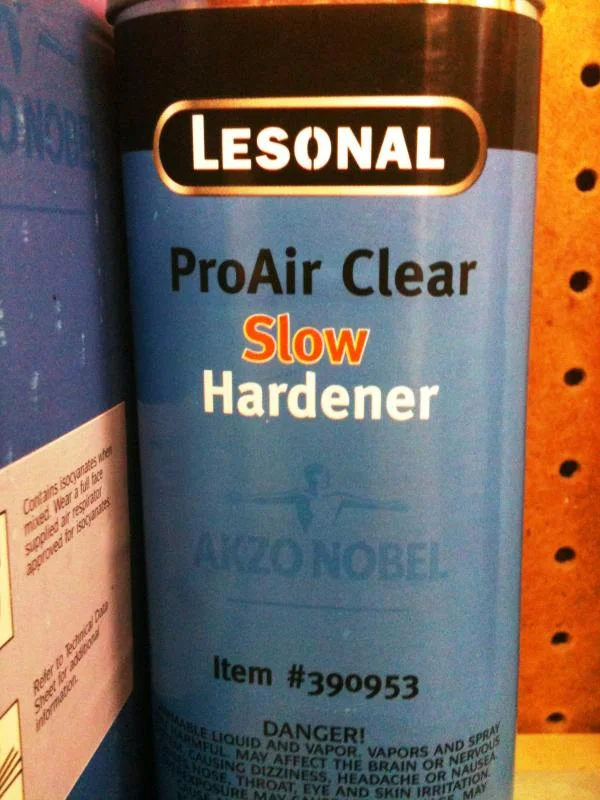 LESONAL
ProAir Clear
Slow
Hardener
AKZO NOBEL
Item #390953
DANGER!
LIQUID AND VAPOR. VAPORS AND SPRAY
HARMFUL. MAY AFFECT THE BRAIN OR NERVOUS
CAUSING DIZZINESS, HEADACHE OR NAUSEA.
NOSE, THROAT, EYE AND SKIN IRRITATION.
MAY
Contains isocyanates when
mixed. Wear a full face
supplied air respirator
approved for isocyanates.
Refer to Technical Data
Sheet for additional
information.